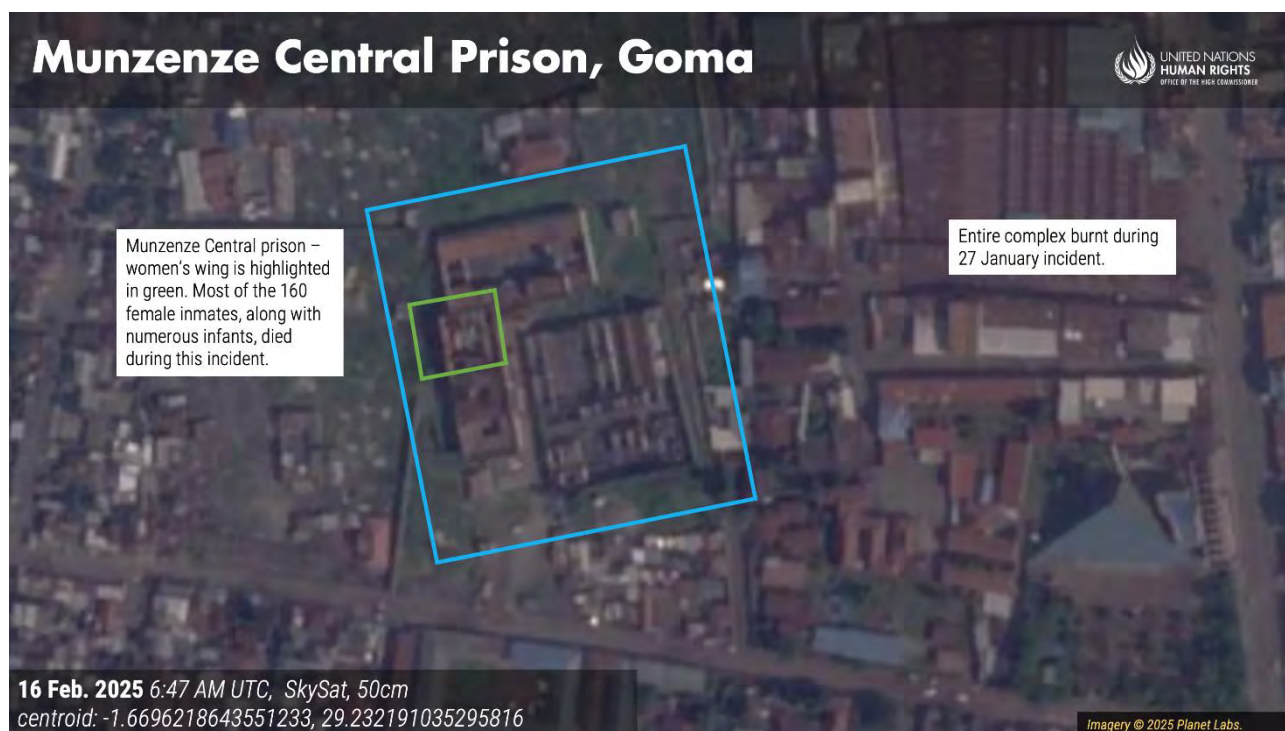 Munzenze Central Prison, Goma
UNITED NATIONS
HUMAN RIGHTS
OFFICE OF THE HIGH COMMISSIONER
Munzenze Central prison –
women’s wing is highlighted
in green. Most of the 160
female inmates, along with
numerous infants, died
during this incident.
Entire complex burnt during
27 January incident.
16 Feb. 2025 6:47 AM UTC, SkySat, 50cm
centroid: -1.6696218643551233, 29.232191035295816
Imagery © 2025 Planet Labs.